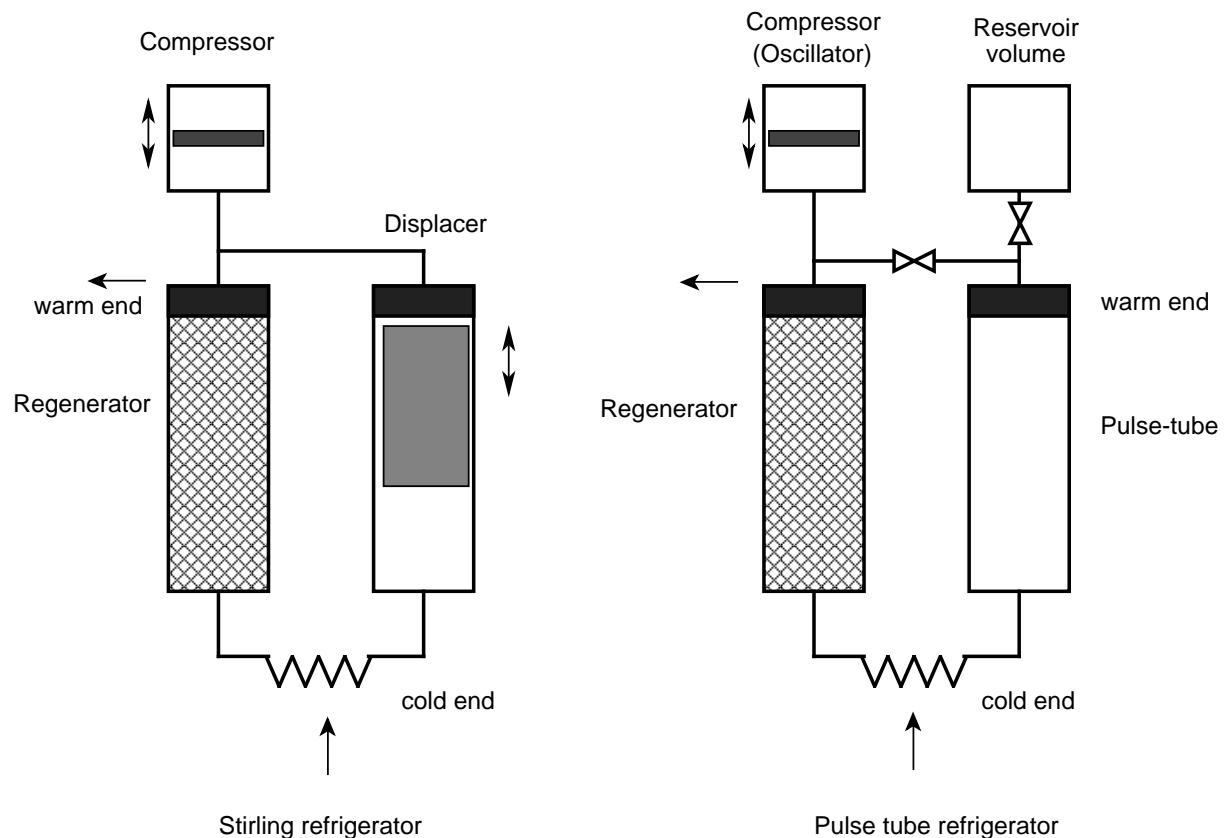 Compressor
Displacer
warm end
Regenerator
cold end
Stirling refrigerator
Compressor
(Oscillator)
Reservoir
volume
warm end
Regenerator
Pulse-tube
cold end
Pulse tube refrigerator